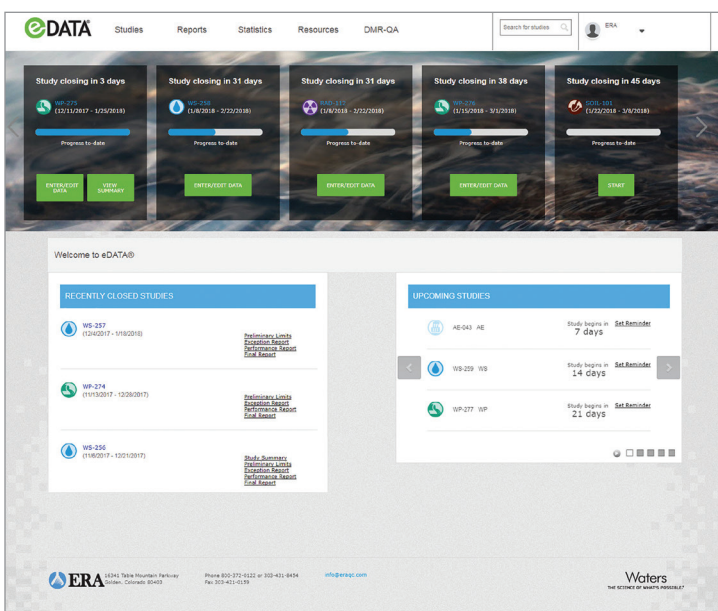 eDATA
Studies Reports Statistics Resources DMR-QA
Search for studies
ERA
Study closing in 3 days
WP-275
(12/11/2017 - 1/25/2018)
Progress to-date
ENTER/EDIT DATA
VIEW SUMMARY
Study closing in 31 days
WS-258
(1/8/2018 - 2/22/2018)
Progress to-date
ENTER/EDIT DATA
Study closing in 31 days
RAD-112
(1/8/2018 - 2/22/2018)
Progress to-date
ENTER/EDIT DATA
Study closing in 38 days
WP-276
(1/15/2018 - 3/1/2018)
Progress to-date
ENTER/EDIT DATA
Study closing in 45 days
SOIL-101
(1/22/2018 - 3/8/2018)
Progress to-date
START
Welcome to eDATA®
RECENTLY CLOSED STUDIES
WS-257
(12/4/2017 - 1/18/2018)
Preliminary Limits
Exception Report
Performance Report
Final Report
WP-274
(11/13/2017 - 12/28/2017)
Preliminary Limits
Exception Report
Performance Report
Final Report
WS-256
(11/6/2017 - 12/21/2017)
Study Summary
Preliminary Limits
Exception Report
Performance Report
Final Report
UPCOMING STUDIES
AE-043 AE
Study begins in
7 days
Set Reminder
WS-259 WS
Study begins in
14 days
Set Reminder
WP-277 WP
Study begins in
21 days
Set Reminder
ERA
16341 Table Mountain Parkway
Golden, Colorado 80403
Phone 800-372-0122 or 303-431-8454
Fax 303-421-0159
info@eraqc.com
Waters
THE SCIENCE OF WHAT'S POSSIBLE.®